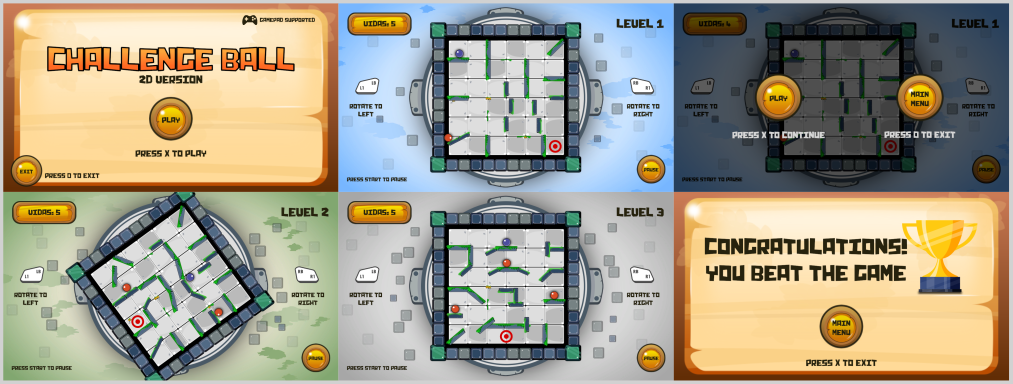 GAMEPAD SUPPORTED
CHALLENGE BALL
2D VERSION
PLAY
PRESS X TO PLAY
EXIT
PRESS O TO EXIT
VIDAS: 5
LEVEL 1
ROTATE TO
LEFT
ROTATE TO
RIGHT
PRESS START TO PAUSE
PAUSE
VIDAS: 4
LEVEL 1
PLAY
MAIN
MENU
PRESS X TO CONTINUE
PRESS O TO EXIT
ROTATE TO
LEFT
ROTATE TO
RIGHT
PRESS START TO PAUSE
PAUSE
VIDAS: 5
LEVEL 2
ROTATE TO
LEFT
ROTATE TO
RIGHT
PRESS START TO PAUSE
PAUSE
VIDAS: 5
LEVEL 3
ROTATE TO
LEFT
ROTATE TO
RIGHT
PRESS START TO PAUSE
PAUSE
CONGRATULATIONS!
YOU BEAT THE GAME
MAIN
MENU
PRESS X TO EXIT